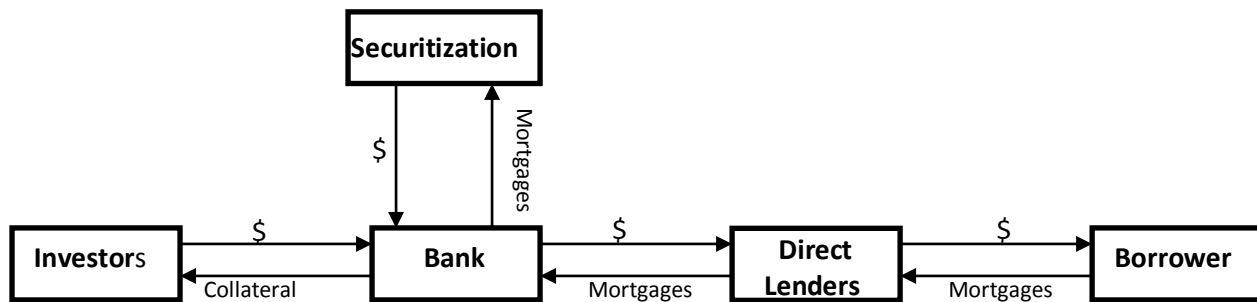 Securitization
$
Mortgages
$
$
$
Investors
Bank
Direct
Lenders
Borrower
Collateral
Mortgages
Mortgages